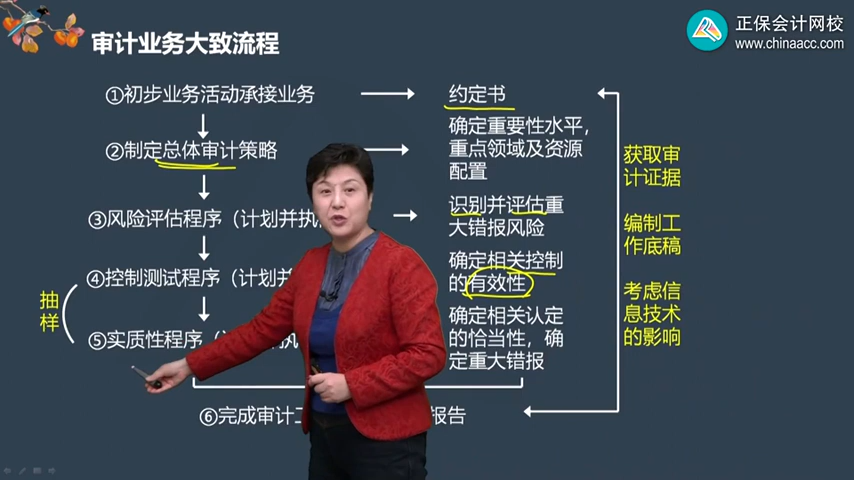 审计业务大致流程
正保会计网校
www.chinaacc.com
①初步业务活动承接业务
约定书
②制定总体审计策略
确定重要性水平，
重点领域及资源
配置
③风险评估程序（计划并执
识别并评估重
大错报风险
④控制测试程序（计划并
确定相关控制
的有效性
⑤实质性程序
执
确定相关认定
的恰当性，确
定重大错报
⑥完成审计工
报告
抽
样
获取审
计证据
编制工
作底稿
考虑信
息技术
的影响